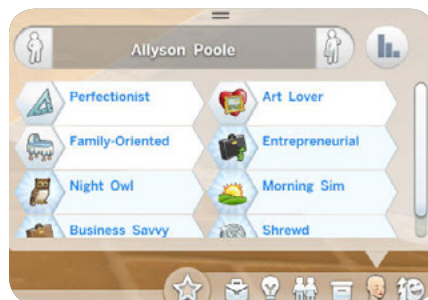 Allyson Poole
Perfectionist
Art Lover
Family-Oriented
Entrepreneurial
Night Owl
Morning Sim
Business Savvy
Shrewd